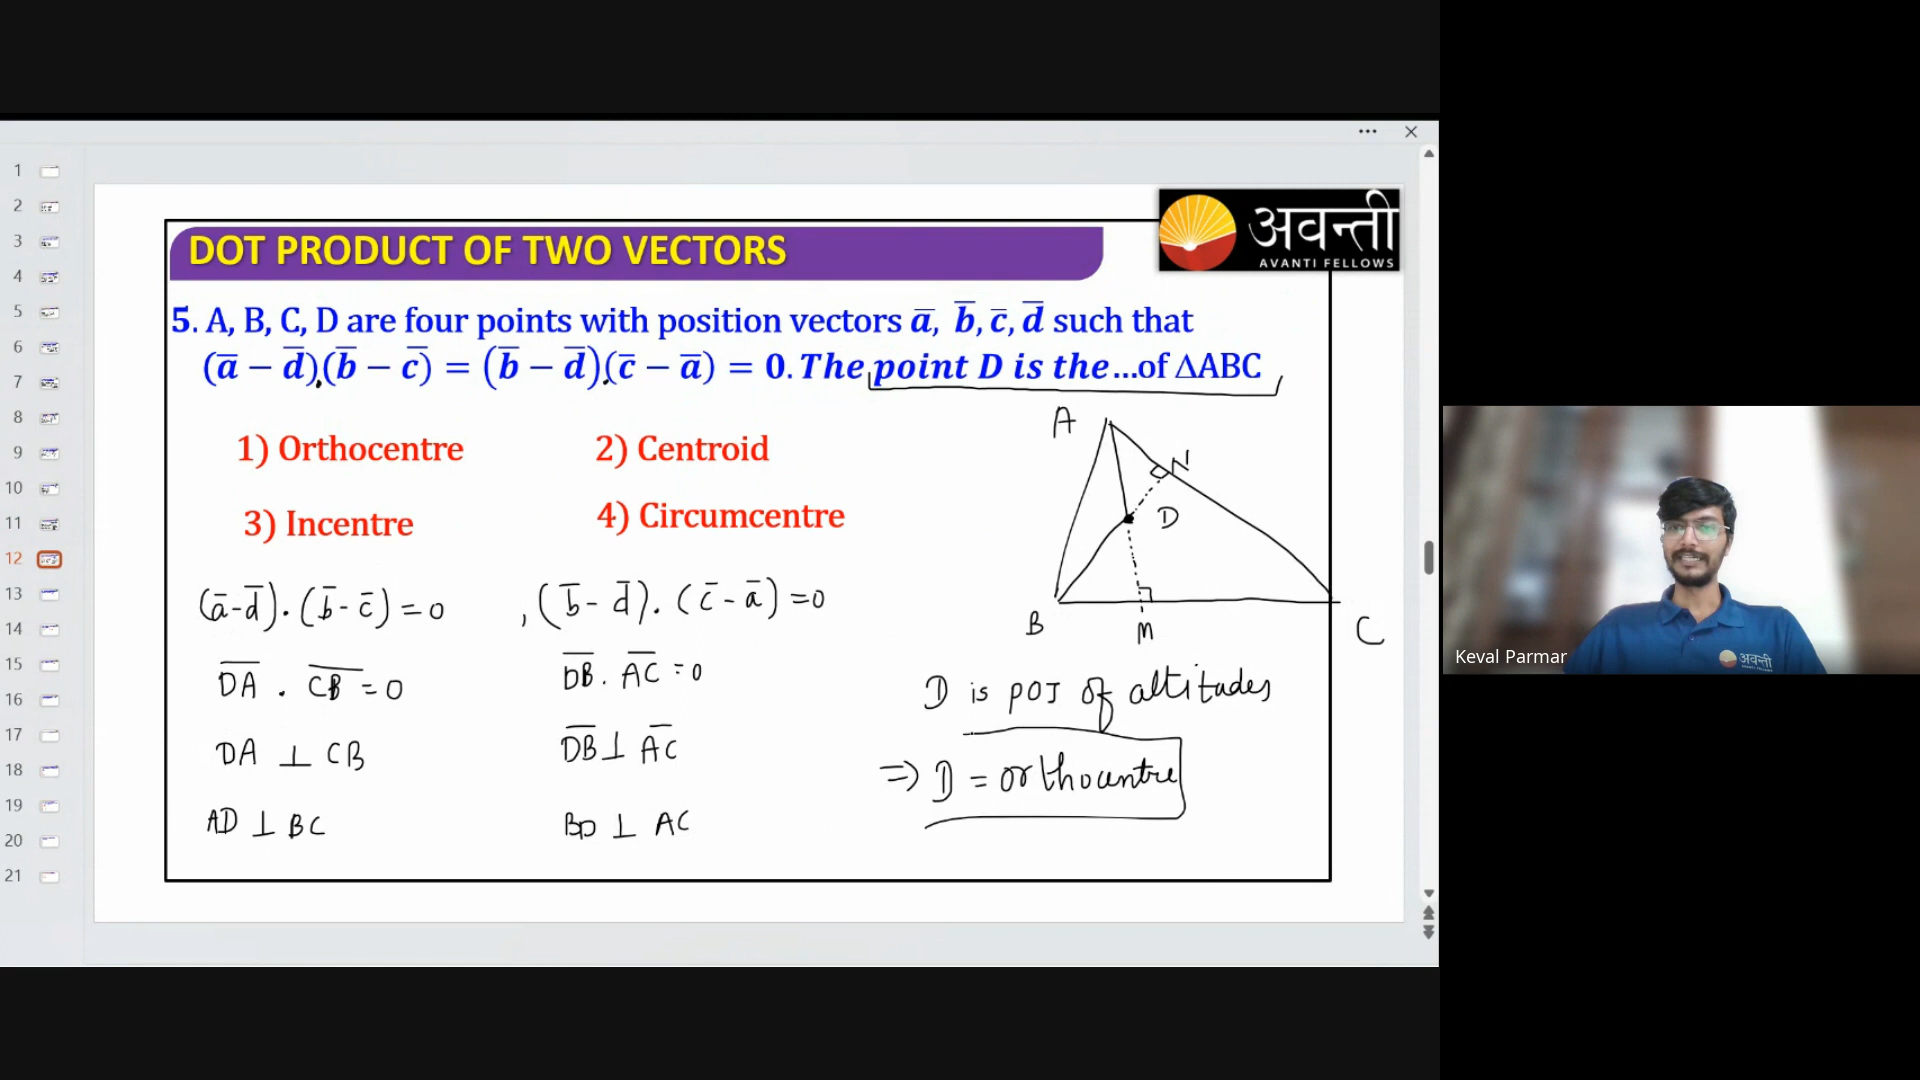 DOT PRODUCT OF TWO VECTORS
अवन्ती
AVANTI FELLOWS
5. A, B, C, D are four points with position vectors a̅, b̅, c̅, d̅ such that
(a̅ − d̅).(b̅ − c̅) = (b̅ − d̅).(c̅ − a̅) = 0. The point D is the...of ΔABC
1) Orthocentre
2) Centroid
3) Incentre
4) Circumcentre
A
N
D
B
M
C
(a̅-d̅)·(b̅-c̅)=0 , (b̅-d̅)·(c̅-a̅)=0
D̅A̅ · C̅B̅ = 0
D̅B̅ · A̅C̅ = 0
DA ⊥ CB
D̅B̅ ⊥ A̅C̅
AD ⊥ BC
BD ⊥ AC
D is POI of altitudes
=> D = orthocentre
1
2
3
4
5
6
7
8
9
10
11
12
13
14
15
16
17
18
19
20
21
Keval Parmar
अवन्ती